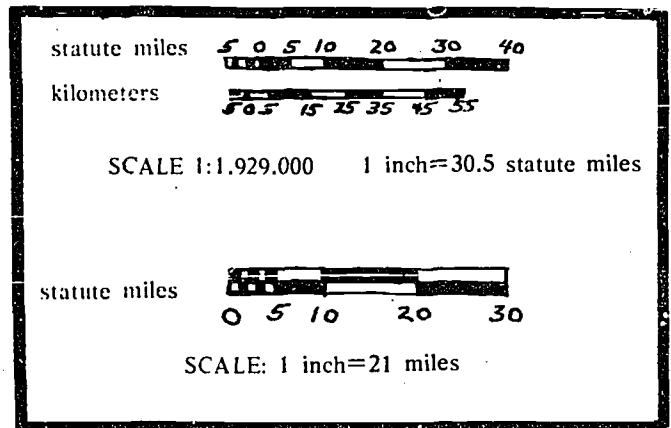 statute miles 5 0 5 10 20 30 40
kilometers
5 0 5 15 25 35 45 55
SCALE 1:1.929.000 1 inch=30.5 statute miles
statute miles
0 5 10 20 30
SCALE: 1 inch=21 miles